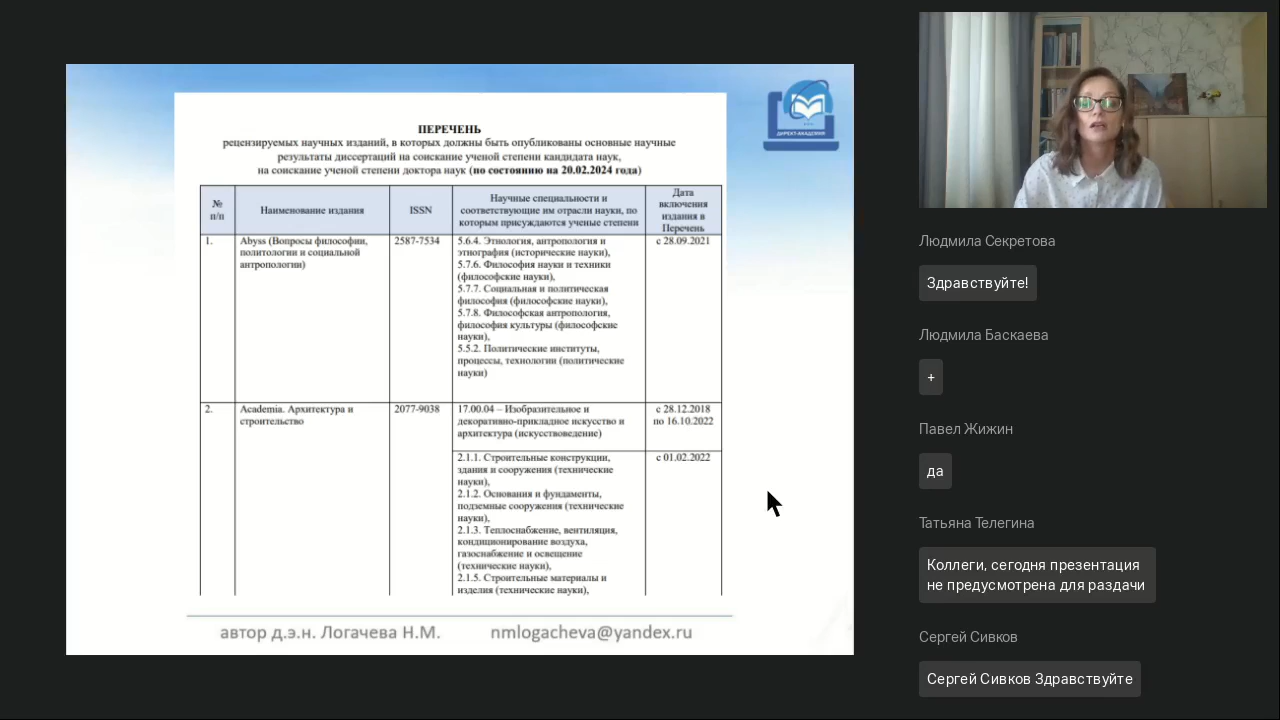 ПЕРЕЧЕНЬ
рецензируемых научных изданий, в которых должны быть опубликованы основные научные
результаты диссертаций на соискание ученой степени кандидата наук,
на соискание ученой степени доктора наук (по состоянию на 20.02.2024 года)
№
п/п
Наименование издания
ISSN
Научные специальности и
соответствующие им отрасли науки, по
которым присуждаются ученые степени
Дата
включения
издания в
Перечень
1.
Abyss (Вопросы философии,
политологии и социальной
антропологии)
2587-7534
5.6.4. Этнология, антропология и
этнография (исторические науки),
5.7.6. Философия науки и техники
(философские науки),
5.7.7. Социальная и политическая
философия (философские науки),
5.7.8. Философская антропология,
философия культуры (философские
науки),
5.5.2. Политические институты,
процессы, технологии (политические
науки)
с 28.09.2021
2.
Academia. Архитектура и
строительство
2077-9038
17.00.04 – Изобразительное и
декоративно-прикладное искусство и
архитектура (искусствоведение)
с 28.12.2018
по 16.10.2022
2.1.1. Строительные конструкции,
здания и сооружения (технические
науки),
2.1.2. Основания и фундаменты,
подземные сооружения (технические
науки),
2.1.3. Теплоснабжение, вентиляция,
кондиционирование воздуха,
газоснабжение и освещение
(технические науки),
2.1.5. Строительные материалы и
изделия (технические науки),
с 01.02.2022
автор д.э.н. Логачева Н.М. nmlogacheva@yandex.ru
ДИРЕКТ-АКАДЕМИЯ
Людмила Секретова
Здравствуйте!
Людмила Баскаева
+
Павел Жижин
да
Татьяна Телегина
Коллеги, сегодня презентация
не предусмотрена для раздачи
Сергей Сивков
Сергей Сивков Здравствуйте